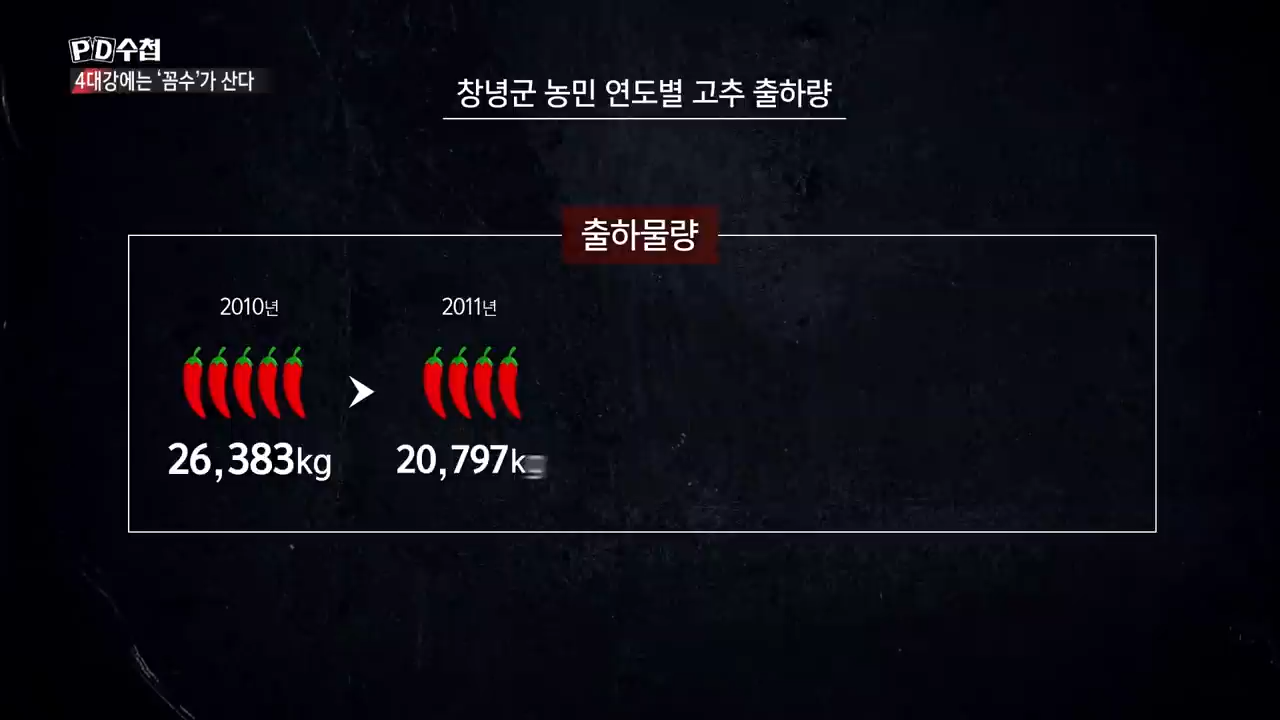 PD수첩
4대강에는 '꼼수'가 산다
창녕군 농민 연도별 고추 출하량
출하물량
2010년
2011년
26,383kg
20,797k